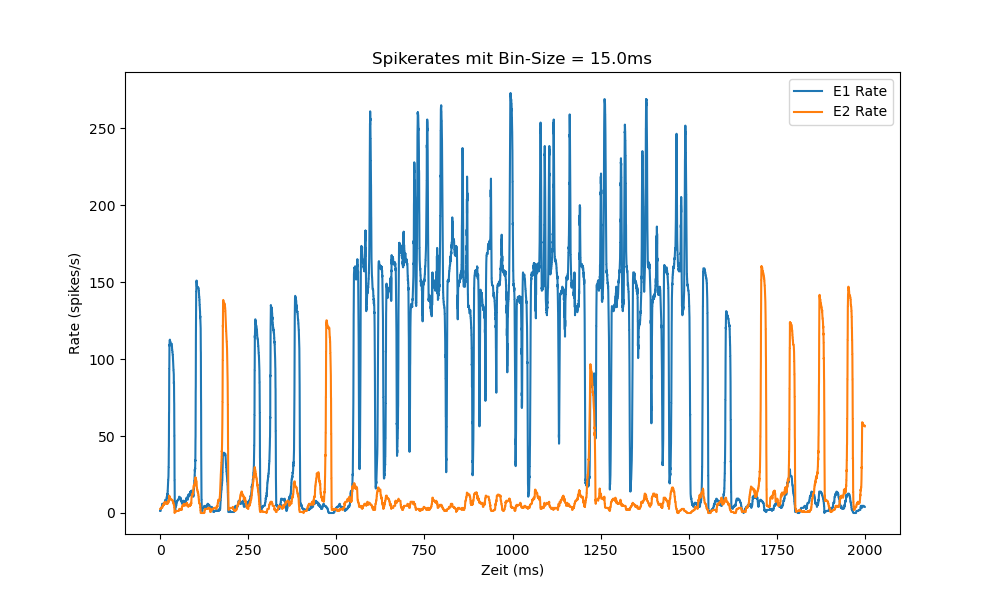 Spikerates mit Bin-Size = 15.0ms
E1 Rate
E2 Rate
Rate (spikes/s)
250
200
150
100
50
0
0 250 500 750 1000 1250 1500 1750 2000
Zeit (ms)